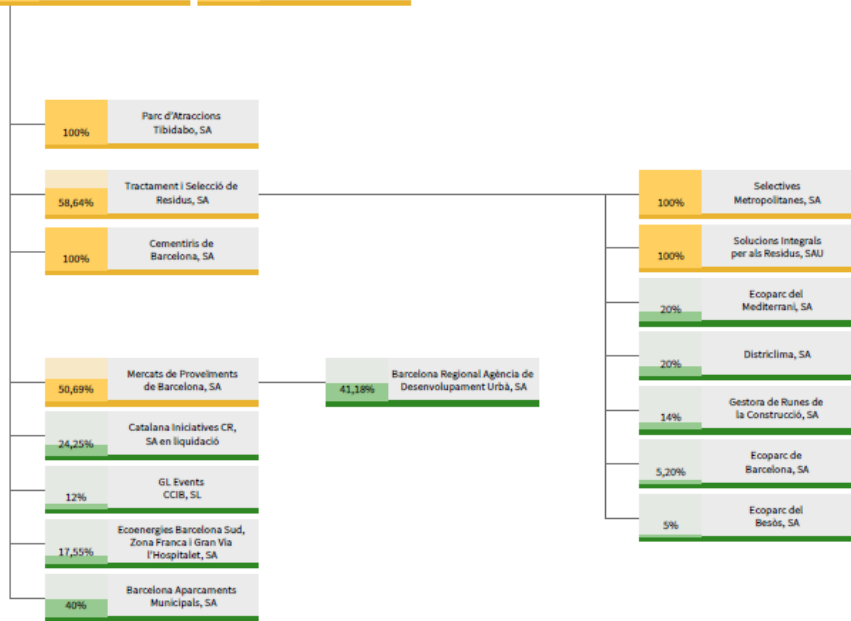 100%
Parc d'Atraccions
Tibidabo, SA
58,64%
Tractament i Selecció de
Residus, SA
100%
Cementiris de
Barcelona, SA
50,69%
Mercats de Proveïments
de Barcelona, SA
24,25%
Catalana Iniciatives CR,
SA en liquidació
12%
GL Events
CCIB, SL
17,55%
Ecoenergies Barcelona Sud,
Zona Franca i Gran Via
l'Hospitalet, SA
40%
Barcelona Aparcaments
Municipals, SA
41,18%
Barcelona Regional Agència de
Desenvolupament Urbà, SA
100%
Selectives
Metropolitanes, SA
100%
Solucions Integrals
per als Residus, SAU
20%
Ecoparc del
Mediterrani, SA
20%
Districlima, SA
14%
Gestora de Runes de
la Construcció, SA
5,20%
Ecoparc de
Barcelona, SA
5%
Ecoparc del
Besòs, SA